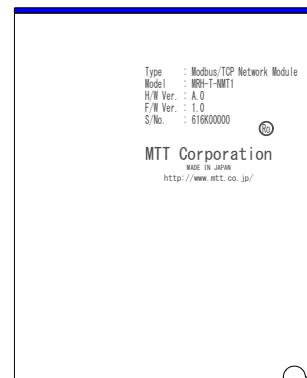 Type : Modbus/TCP Network Module
Model : MRH-T-NMT1
H/W Ver. : A.0
F/W Ver. : 1.0
S/No. : 616K00000
Ro
MTT Corporation
MADE IN JAPAN
http://www.mtt.co.jp/